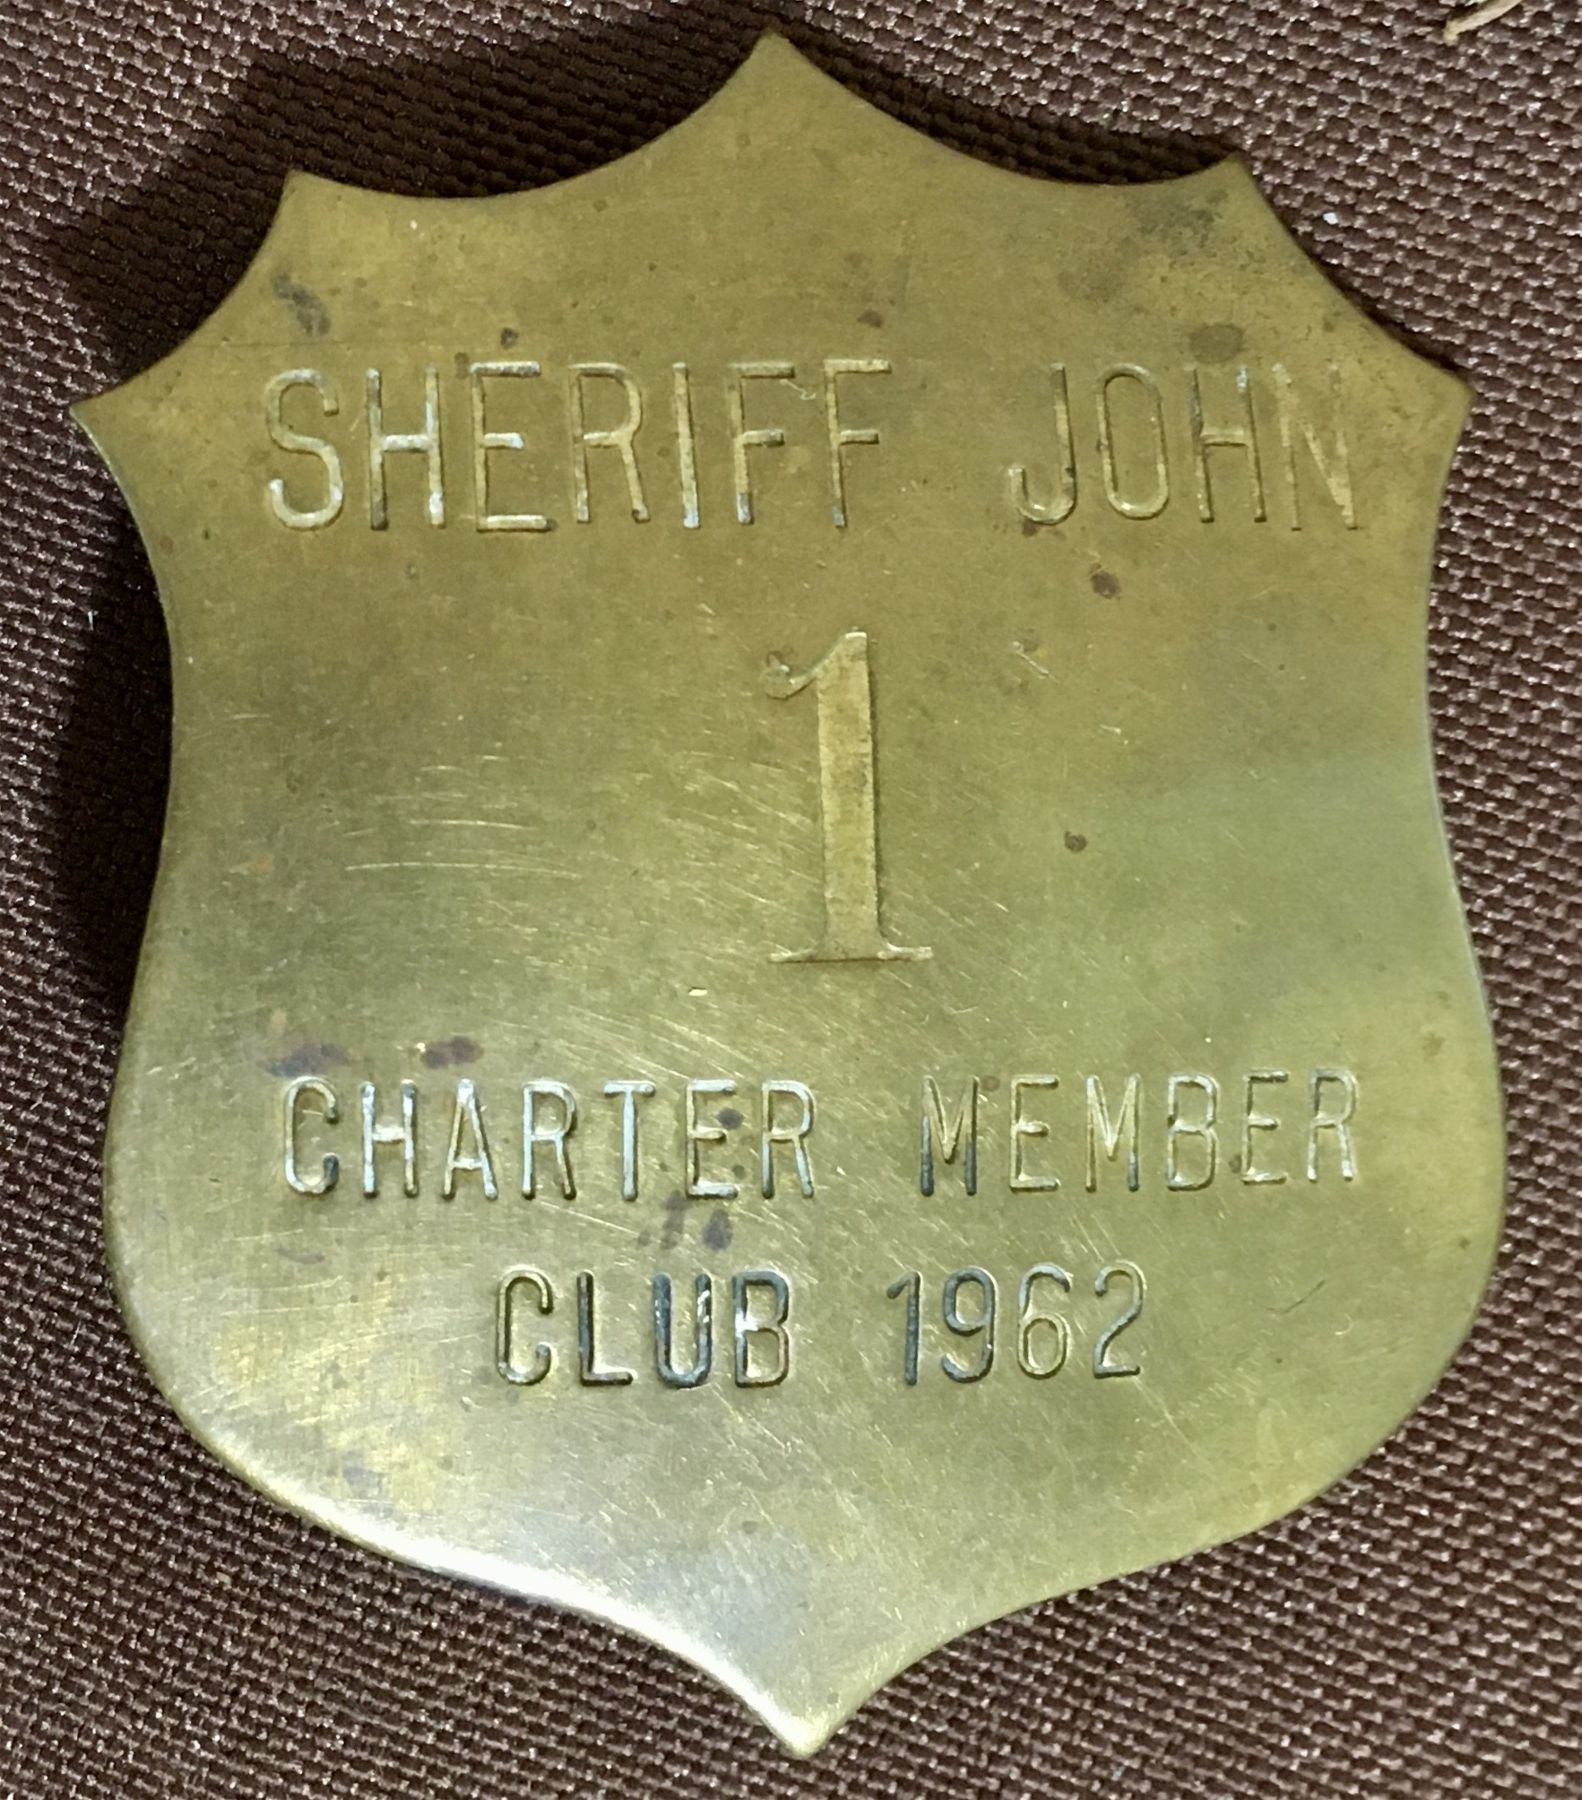 SHERIFF JOHN
1
CHARTER MEMBER
CLUB 1962